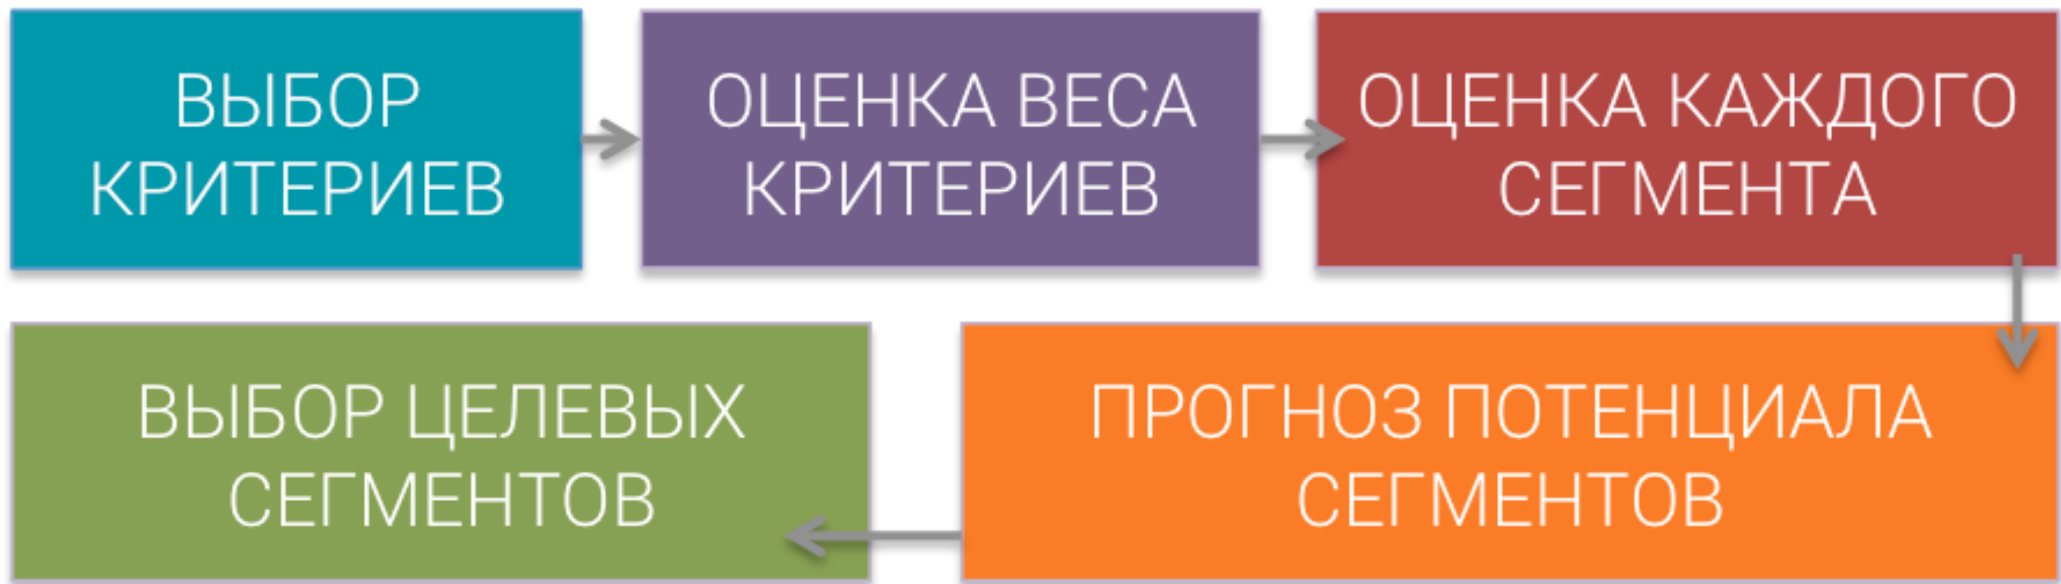 ВЫБОР
КРИТЕРИЕВ
ОЦЕНКА ВЕСА
КРИТЕРИЕВ
ОЦЕНКА КАЖДОГО
СЕГМЕНТА
ПРОГНОЗ ПОТЕНЦИАЛА
СЕГМЕНТОВ
ВЫБОР ЦЕЛЕВЫХ
СЕГМЕНТОВ